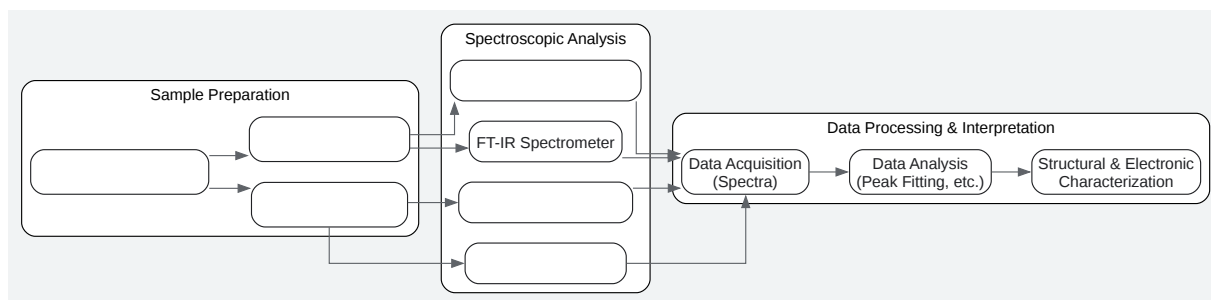 Spectroscopic Analysis
Sample Preparation
FT-IR Spectrometer
Data Processing & Interpretation
Data Acquisition
(Spectra)
Data Analysis
(Peak Fitting, etc.)
Structural & Electronic
Characterization